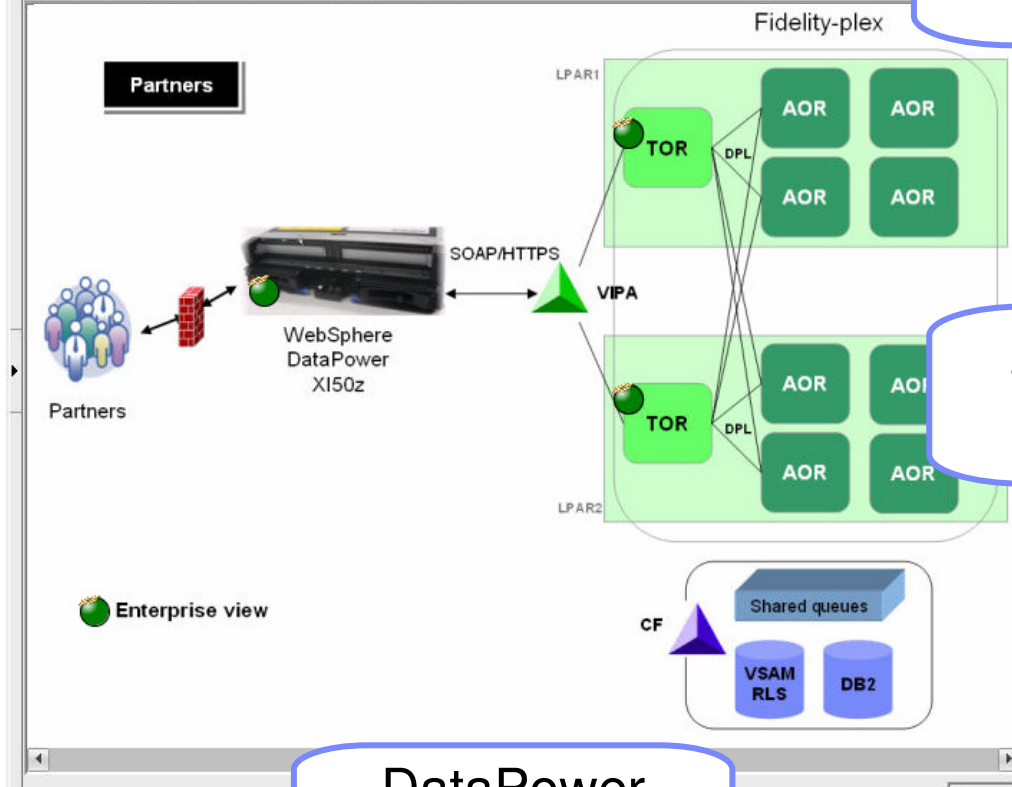 Fidelity-plex
Partners
LPAR1
TOR
DPL
AOR
AOR
AOR
AOR
SOAP/HTTPS
VIPA
WebSphere
DataPower
XI50z
Partners
TOR
DPL
AOR
AOR
AOR
LPAR2
Enterprise view
CF
Shared queues
VSAM
RLS
DB2
DataPower